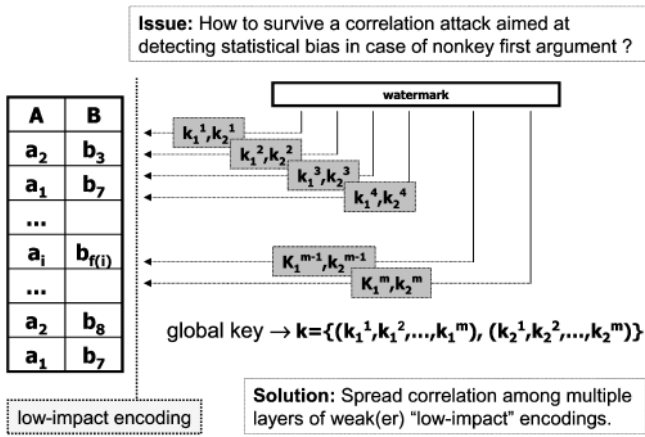 Issue: How to survive a correlation attack aimed at
detecting statistical bias in case of nonkey first argument ?
watermark
A B
a₂ b₃
a₁ b₇
...
aᵢ b_f(i)
...
a₂ b₈
a₁ b₇
k₁¹,k₂¹
k₁²,k₂²
k₁³,k₂³
k₁⁴,k₂⁴
K₁ᵐ⁻¹,k₂ᵐ⁻¹
K₁ᵐ,k₂ᵐ
global key → k={(k₁¹,k₁²,...,k₁ᵐ), (k₂¹,k₂²,...,k₂ᵐ)}
low-impact encoding
Solution: Spread correlation among multiple
layers of weak(er) “low-impact” encodings.